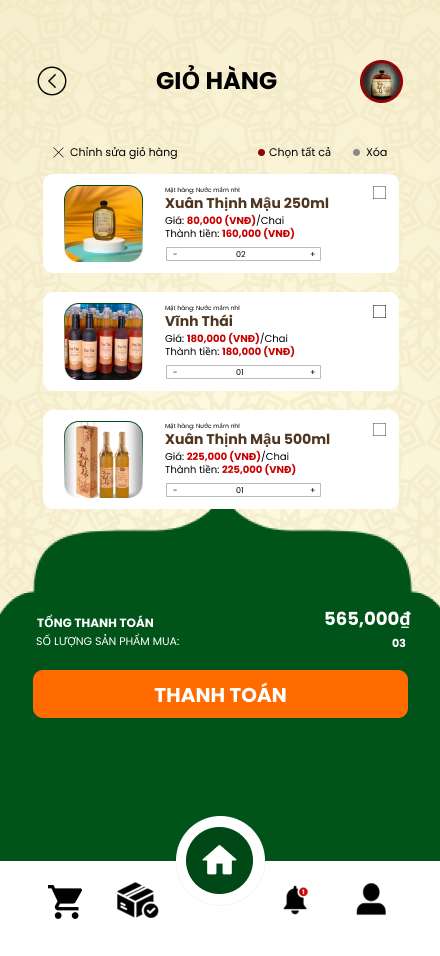 GIỎ HÀNG
Chỉnh sửa giỏ hàng
Chọn tất cả
Xóa
Mặt hàng: Nước mắm nhỉ
Xuân Thịnh Mậu 250ml
Giá: 80,000 (VNĐ)/Chai
Thành tiền: 160,000 (VNĐ)
- 02 +
Mặt hàng: Nước mắm nhỉ
Vĩnh Thái
Giá: 180,000 (VNĐ)/Chai
Thành tiền: 180,000 (VNĐ)
- 01 +
Mặt hàng: Nước mắm nhỉ
Xuân Thịnh Mậu 500ml
Giá: 225,000 (VNĐ)/Chai
Thành tiền: 225,000 (VNĐ)
- 01 +
TỔNG THANH TOÁN 565,000₫
SỐ LƯỢNG SẢN PHẨM MUA: 03
THANH TOÁN
1